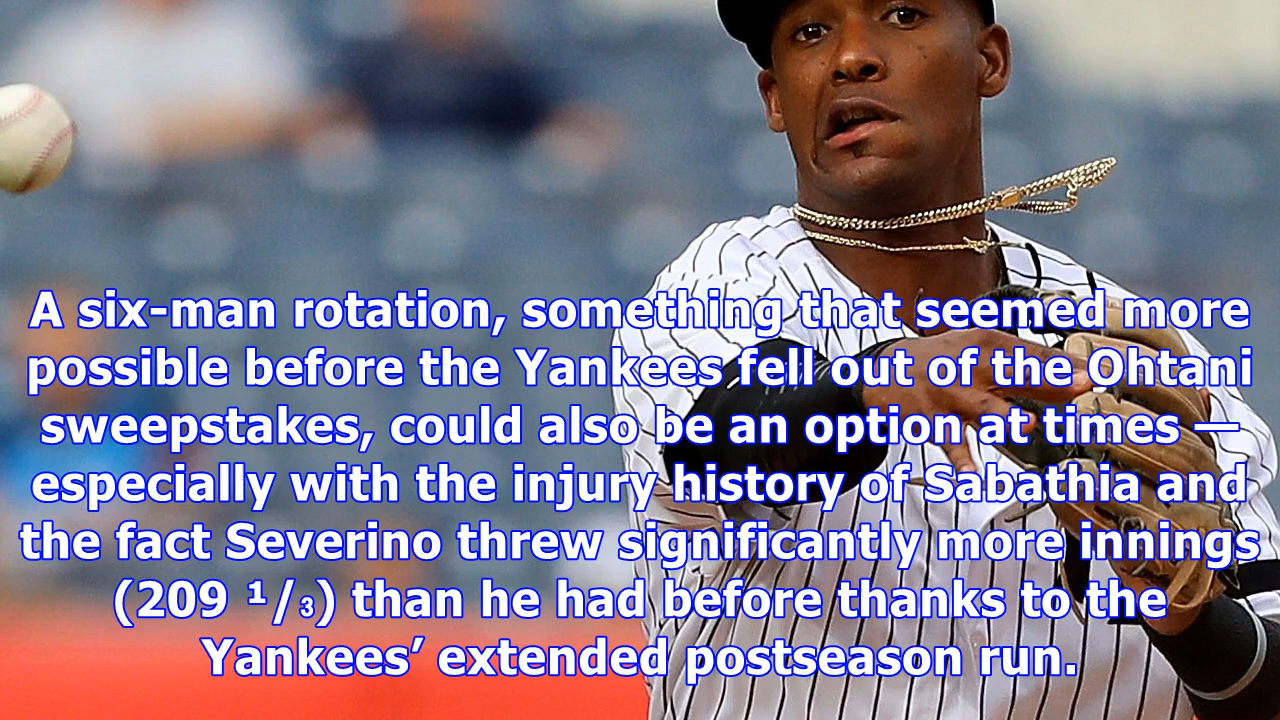 A six-man rotation, something that seemed more
possible before the Yankees fell out of the Ohtani
sweepstakes, could also be an option at times —
especially with the injury history of Sabathia and
the fact Severino threw significantly more innings
(209 ¹/₃) than he had before thanks to the
Yankees’ extended postseason run.